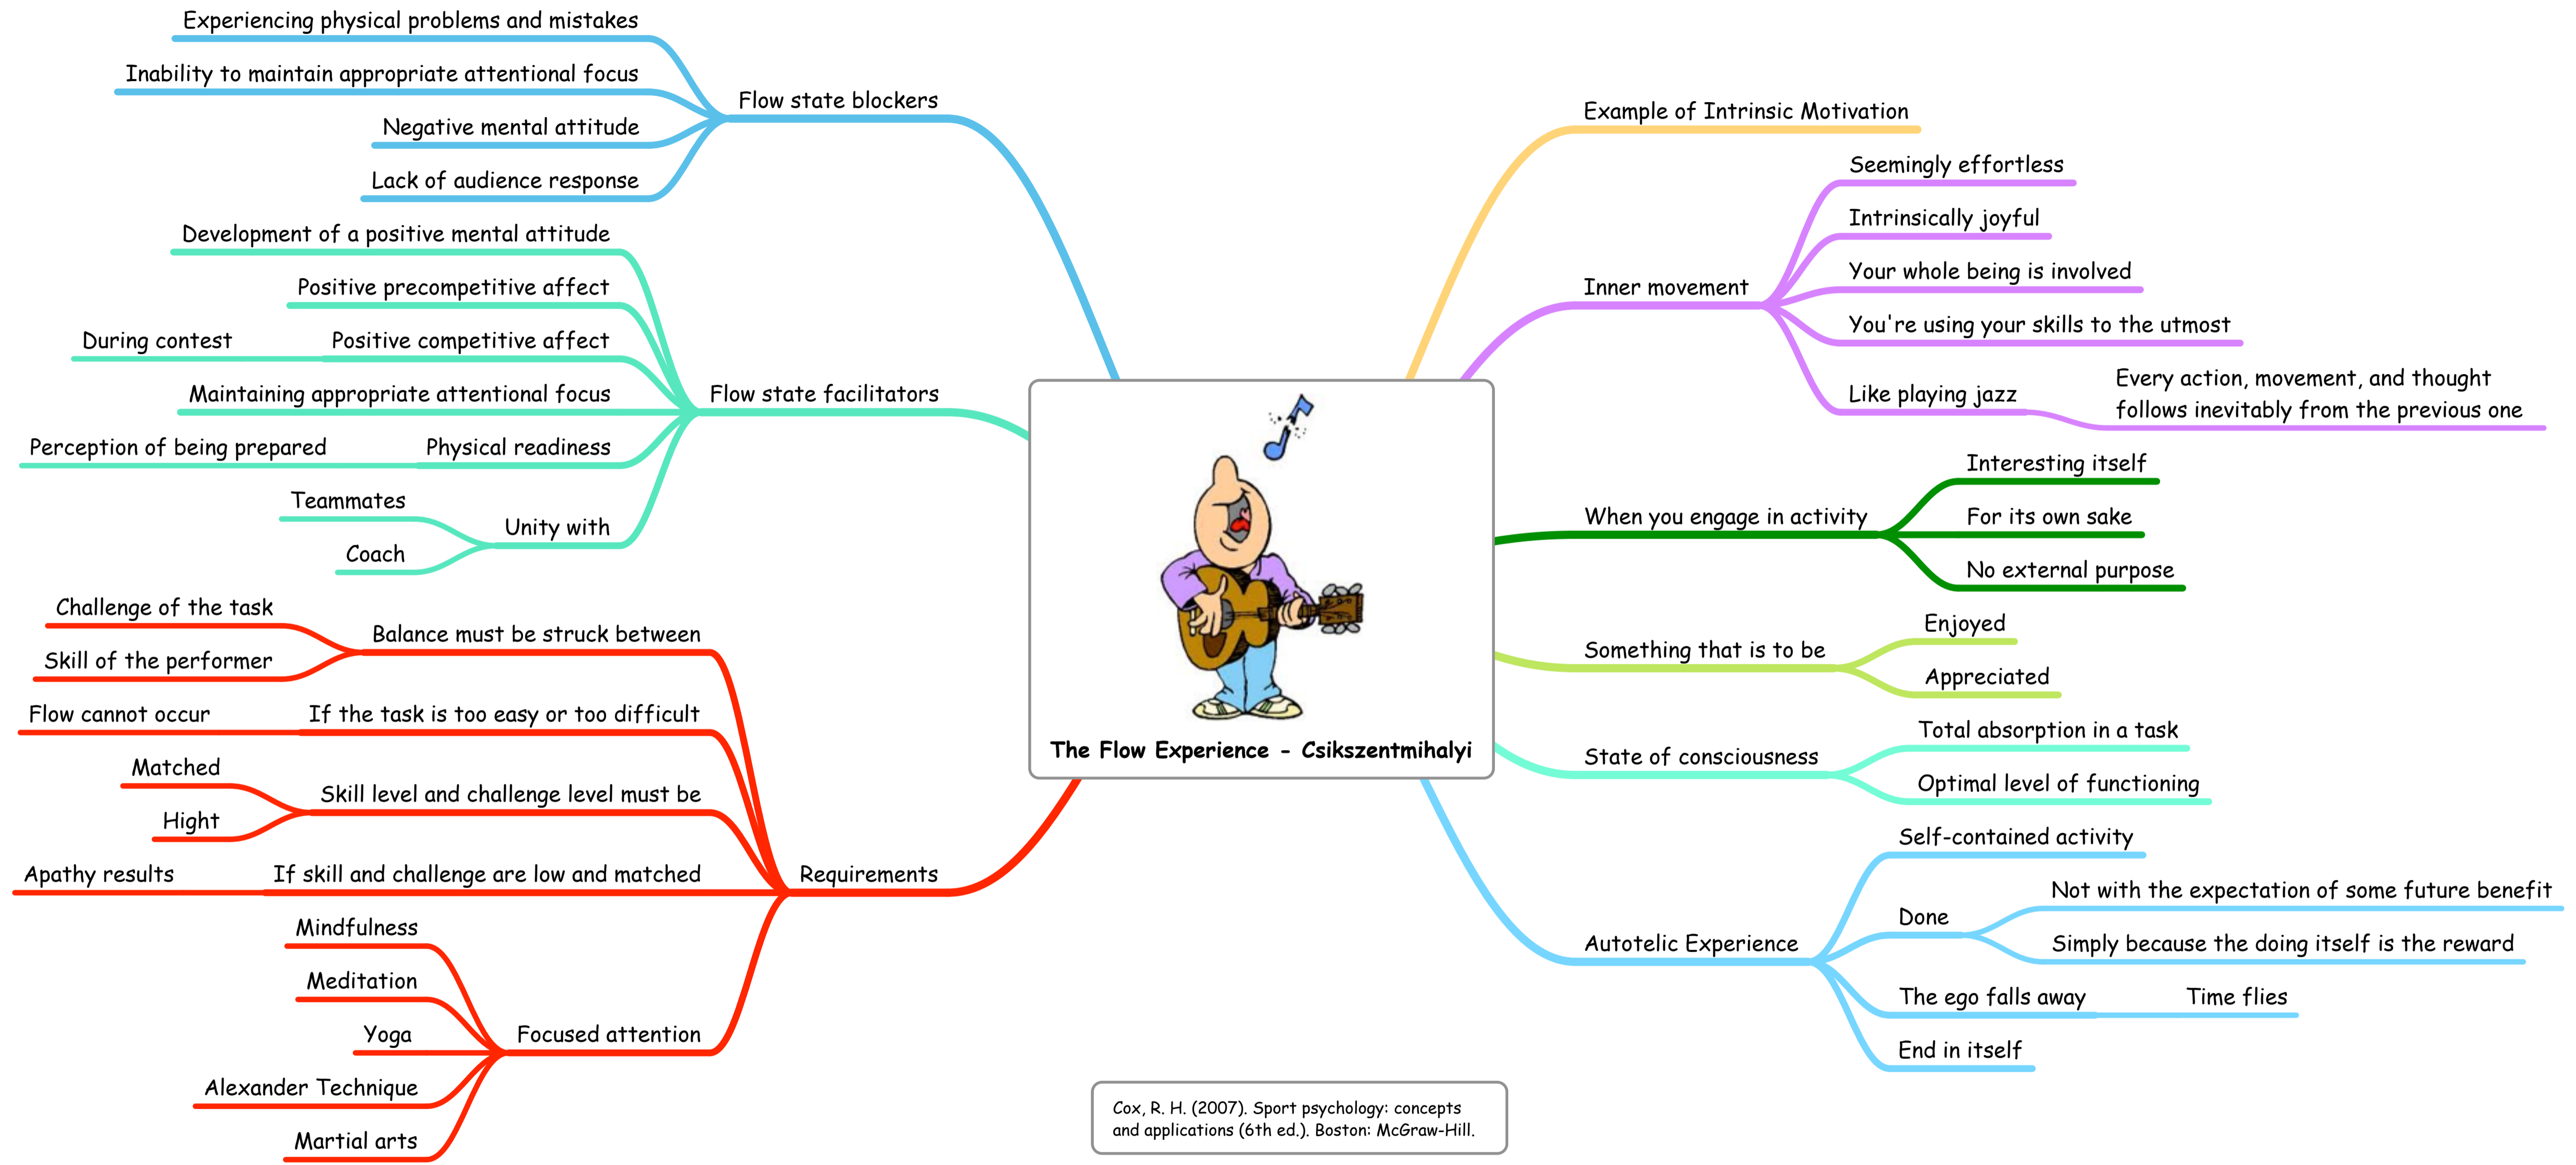 Experiencing physical problems and mistakes
Inability to maintain appropriate attentional focus
Negative mental attitude
Lack of audience response
Flow state blockers
Development of a positive mental attitude
Positive precompetitive affect
During contest
Positive competitive affect
Maintaining appropriate attentional focus
Perception of being prepared
Physical readiness
Teammates
Coach
Unity with
Flow state facilitators
Challenge of the task
Skill of the performer
Balance must be struck between
Flow cannot occur
If the task is too easy or too difficult
Matched
Hight
Skill level and challenge level must be
Apathy results
If skill and challenge are low and matched
Mindfulness
Meditation
Yoga
Alexander Technique
Martial arts
Focused attention
Requirements
The Flow Experience - Csikszentmihalyi
Example of Intrinsic Motivation
Inner movement
Seemingly effortless
Intrinsically joyful
Your whole being is involved
You're using your skills to the utmost
Like playing jazz
Every action, movement, and thought
follows inevitably from the previous one
When you engage in activity
Interesting itself
For its own sake
No external purpose
Something that is to be
Enjoyed
Appreciated
State of consciousness
Total absorption in a task
Optimal level of functioning
Autotelic Experience
Self-contained activity
Done
Not with the expectation of some future benefit
Simply because the doing itself is the reward
The ego falls away
Time flies
End in itself
Cox, R. H. (2007). Sport psychology: concepts
and applications (6th ed.). Boston: McGraw-Hill.